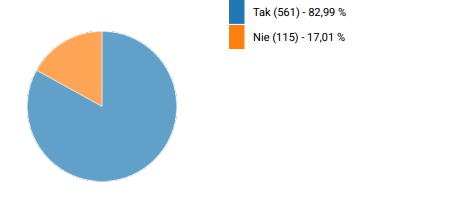 Tak (561) - 82,99 %
Nie (115) - 17,01 %